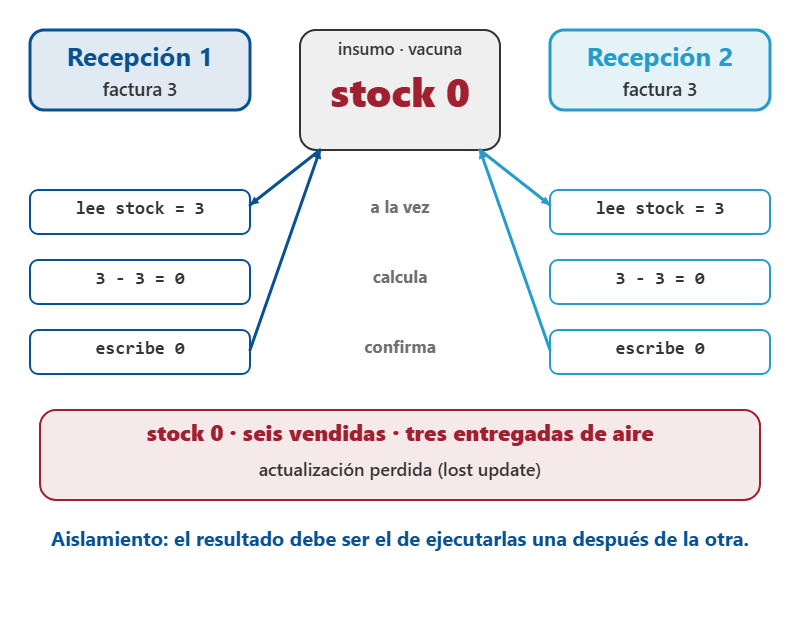 Recepción 1
factura 3
insumo · vacuna
stock 0
Recepción 2
factura 3
lee stock = 3
a la vez
lee stock = 3
3 - 3 = 0
calcula
3 - 3 = 0
escribe 0
confirma
escribe 0
stock 0 · seis vendidas · tres entregadas de aire
actualización perdida (lost update)
Aislamiento: el resultado debe ser el de ejecutarlas una después de la otra.